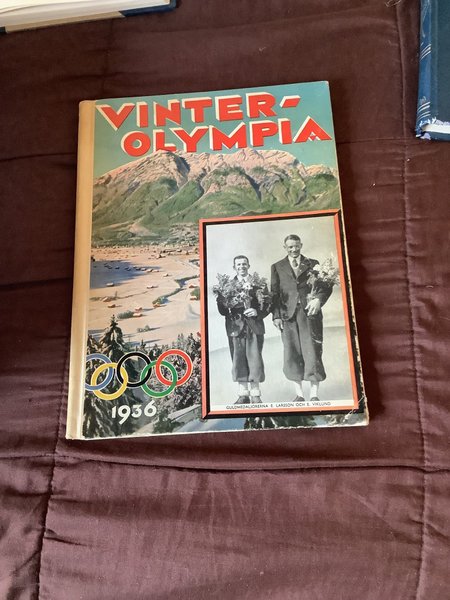 VINTER-
OLYMPIA
GULDMEDALJÖRERNA E. LARSSON OCH E. VIKLUND
1936